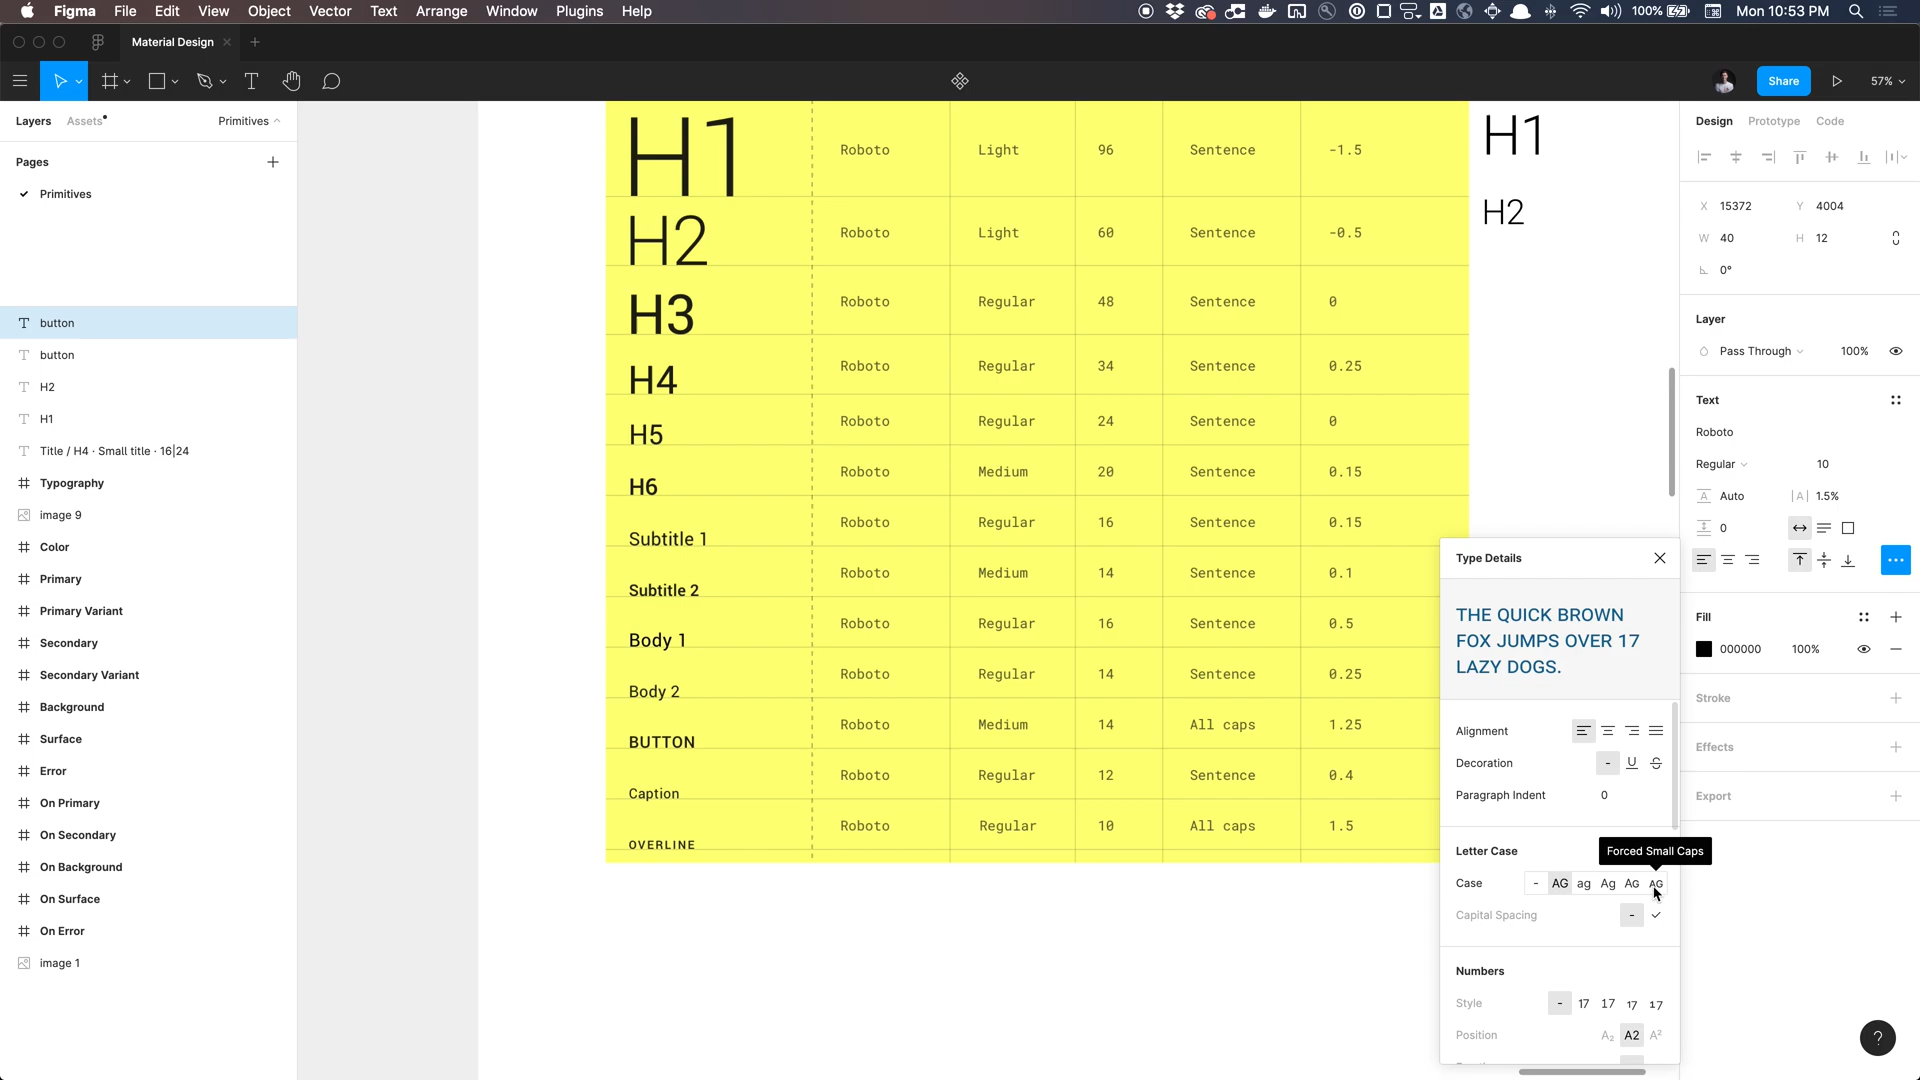 Figma File Edit View Object Vector Text Arrange Window Plugins Help 100% Mon 10:53 PM
Material Design
Share 57%
Layers Assets Primitives
Pages
Primitives
button
button
H2
H1
Title / H4 · Small title · 16|24
Typography
image 9
Color
Primary
Primary Variant
Secondary
Secondary Variant
Background
Surface
Error
On Primary
On Secondary
On Background
On Surface
On Error
image 1
H1 Roboto Light 96 Sentence -1.5
H2 Roboto Light 60 Sentence -0.5
H3 Roboto Regular 48 Sentence 0
H4 Roboto Regular 34 Sentence 0.25
H5 Roboto Regular 24 Sentence 0
H6 Roboto Medium 20 Sentence 0.15
Subtitle 1 Roboto Regular 16 Sentence 0.15
Subtitle 2 Roboto Medium 14 Sentence 0.1
Body 1 Roboto Regular 16 Sentence 0.5
Body 2 Roboto Regular 14 Sentence 0.25
BUTTON Roboto Medium 14 All caps 1.25
Caption Roboto Regular 12 Sentence 0.4
OVERLINE Roboto Regular 10 All caps 1.5
H1
H2
Type Details
THE QUICK BROWN
FOX JUMPS OVER 17
LAZY DOGS.
Alignment
Decoration - U S
Paragraph Indent 0
Letter Case
Forced Small Caps
Case - AG ag Ag AG AG
Capital Spacing -
Numbers
Style - 17 17 17 17
Position A₂ A2 A²
Design Prototype Code
X 15372 Y 4004
W 40 H 12
0°
Layer
Pass Through 100%
Text
Roboto
Regular 10
A Auto |A| 1.5%
0
Fill
000000 100%
Stroke
Effects
Export
?